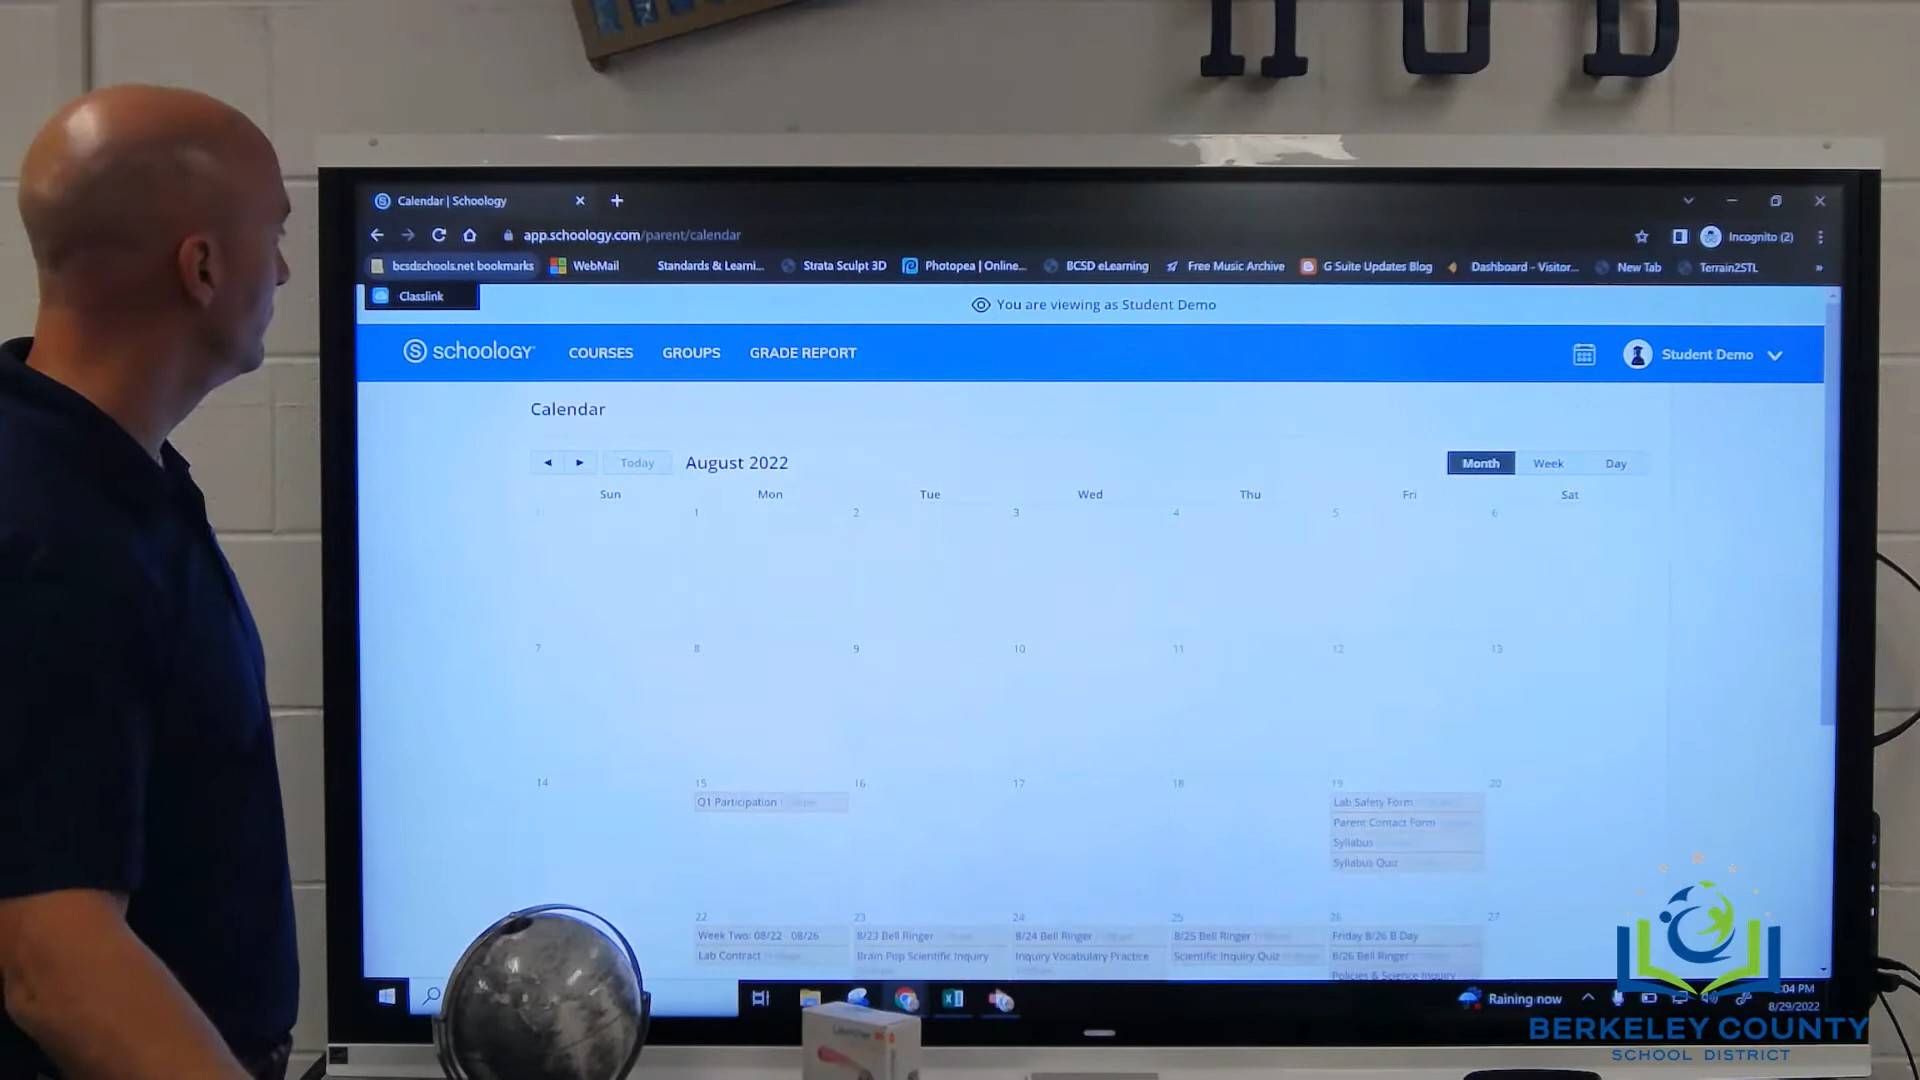 HUB
Calendar | Schoology
app.schoology.com/parent/calendar
Incognito (2)
bcsdschools.net bookmarks WebMail Standards & Learni... Strata Sculpt 3D Photopea | Online... BCSD eLearning Free Music Archive G Suite Updates Blog Dashboard - Visitor... New Tab Terrain2STL »
Classlink
You are viewing as Student Demo
schoology COURSES GROUPS GRADE REPORT Student Demo
Calendar
Today August 2022 Month Week Day
Sun Mon Tue Wed Thu Fri Sat
1 2 3 4 5 6
7 8 9 10 11 12 13
14 15 16 17 18 19 20
Q1 Participation Lab Safety Form
Parent Contact Form
Syllabus
Syllabus Quiz
22 23 24 25 26 27
Week Two: 08/22 - 08/26 8/23 Bell Ringer 8/24 Bell Ringer 8/25 Bell Ringer Friday 8/26 B Day
Lab Contract Brain Pop Scientific Inquiry Inquiry Vocabulary Practice Scientific Inquiry Quiz 8/26 Bell Ringer
Policies & Science Inquiry
Raining now
:04 PM
8/29/2022
BERKELEY COUNTY
SCHOOL DISTRICT